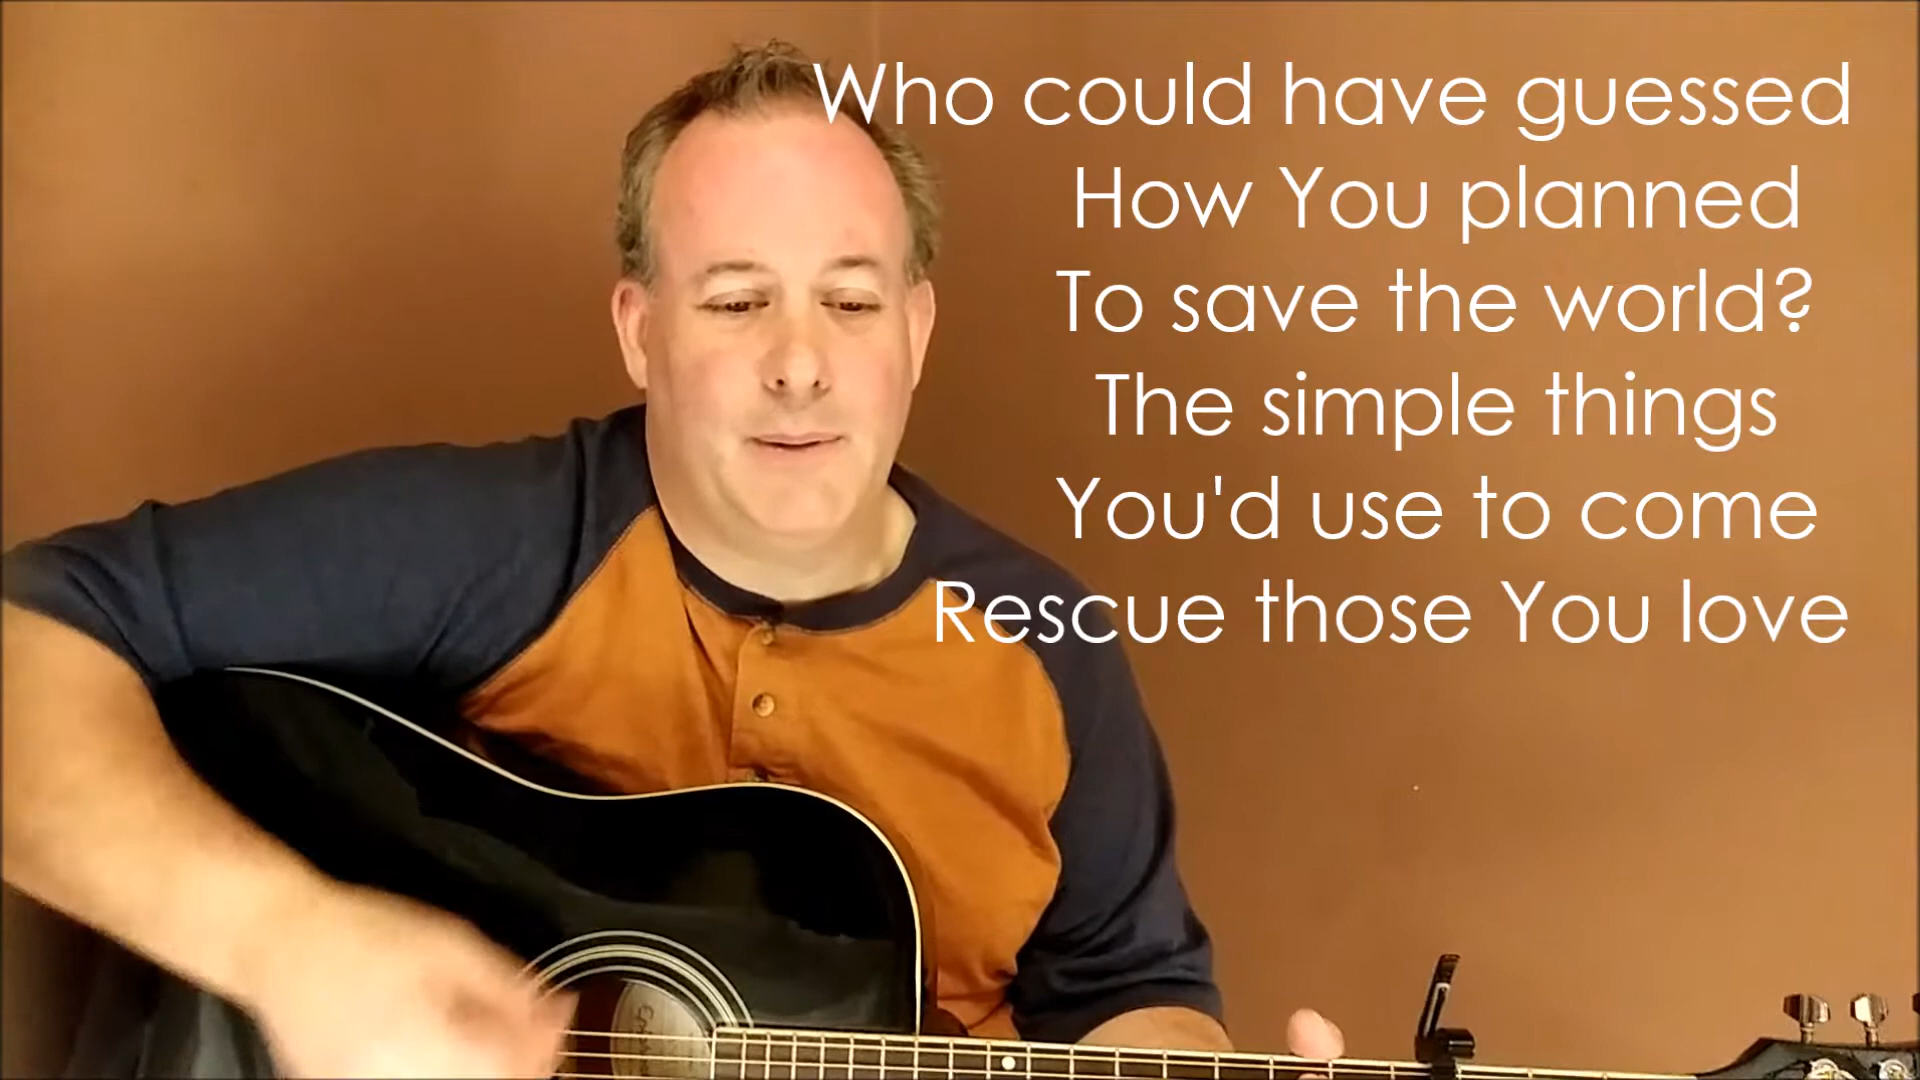 Who could have guessed
How You planned
To save the world?
The simple things
You'd use to come
Rescue those You love